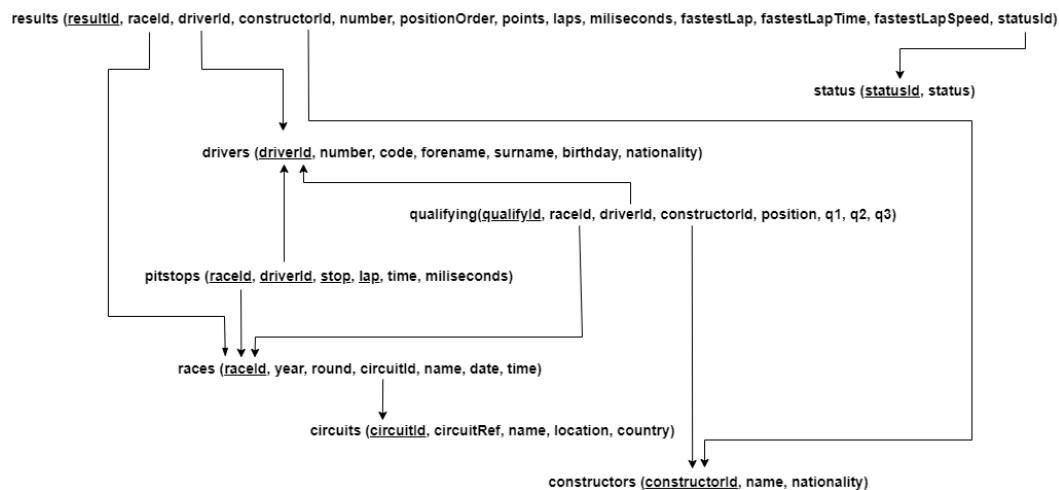 results (resultId, raceId, driverId, constructorId, number, positionOrder, points, laps, miliseconds, fastestLap, fastestLapTime, fastestLapSpeed, statusId)
status (statusId, status)
drivers (driverId, number, code, forename, surname, birthday, nationality)
qualifying(qualifyId, raceId, driverId, constructorId, position, q1, q2, q3)
pitstops (raceId, driverId, stop, lap, time, miliseconds)
races (raceId, year, round, circuitId, name, date, time)
circuits (circuitId, circuitRef, name, location, country)
constructors (constructorId, name, nationality)